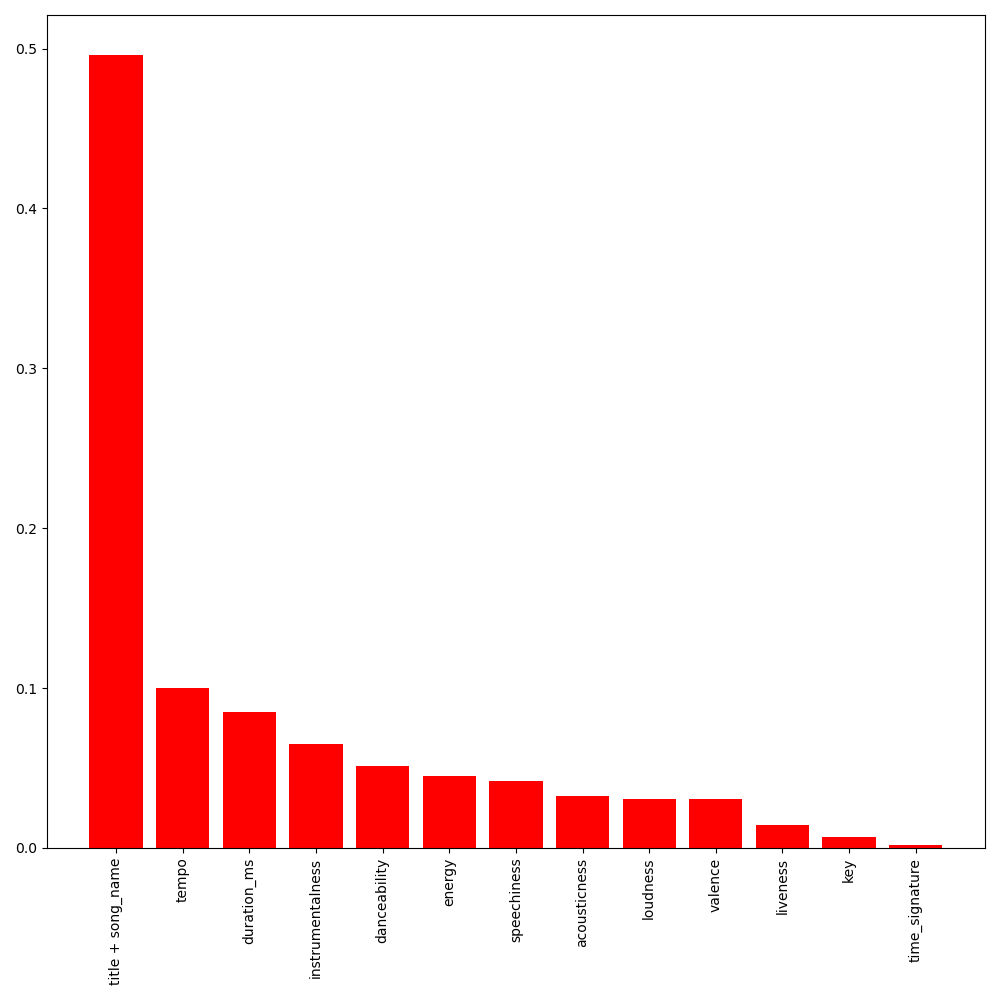 0.5
0.4
0.3
0.2
0.1
0.0
title + song_name
tempo
duration_ms
instrumentalness
danceability
energy
speechiness
acousticness
loudness
valence
liveness
key
time_signature